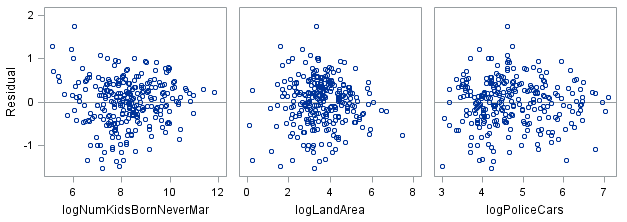 2
1
0
-1
Residual
6 8 10 12
0 2 4 6 8
3 4 5 6 7
logNumKidsBornNeverMar
logLandArea
logPoliceCars